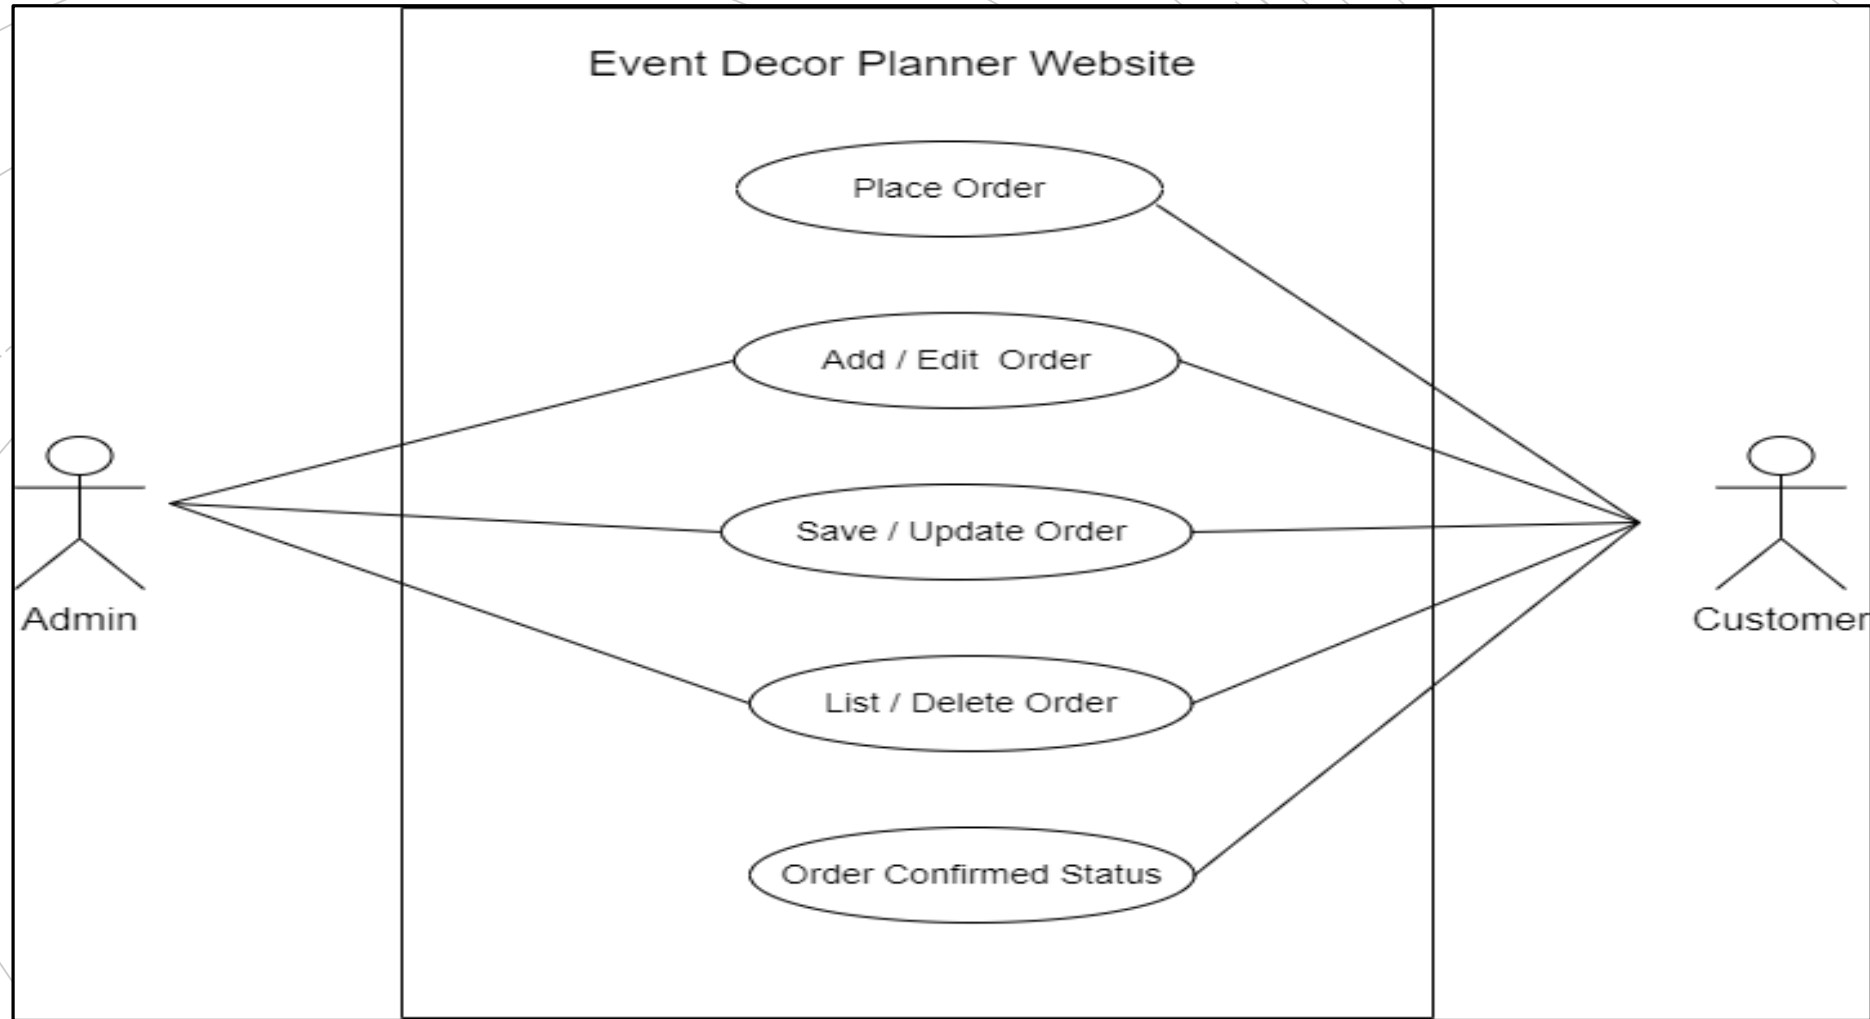 Event Decor Planner Website
Place Order
Add / Edit  Order
Save / Update Order
List / Delete Order
Order Confirmed Status
Admin
Customer